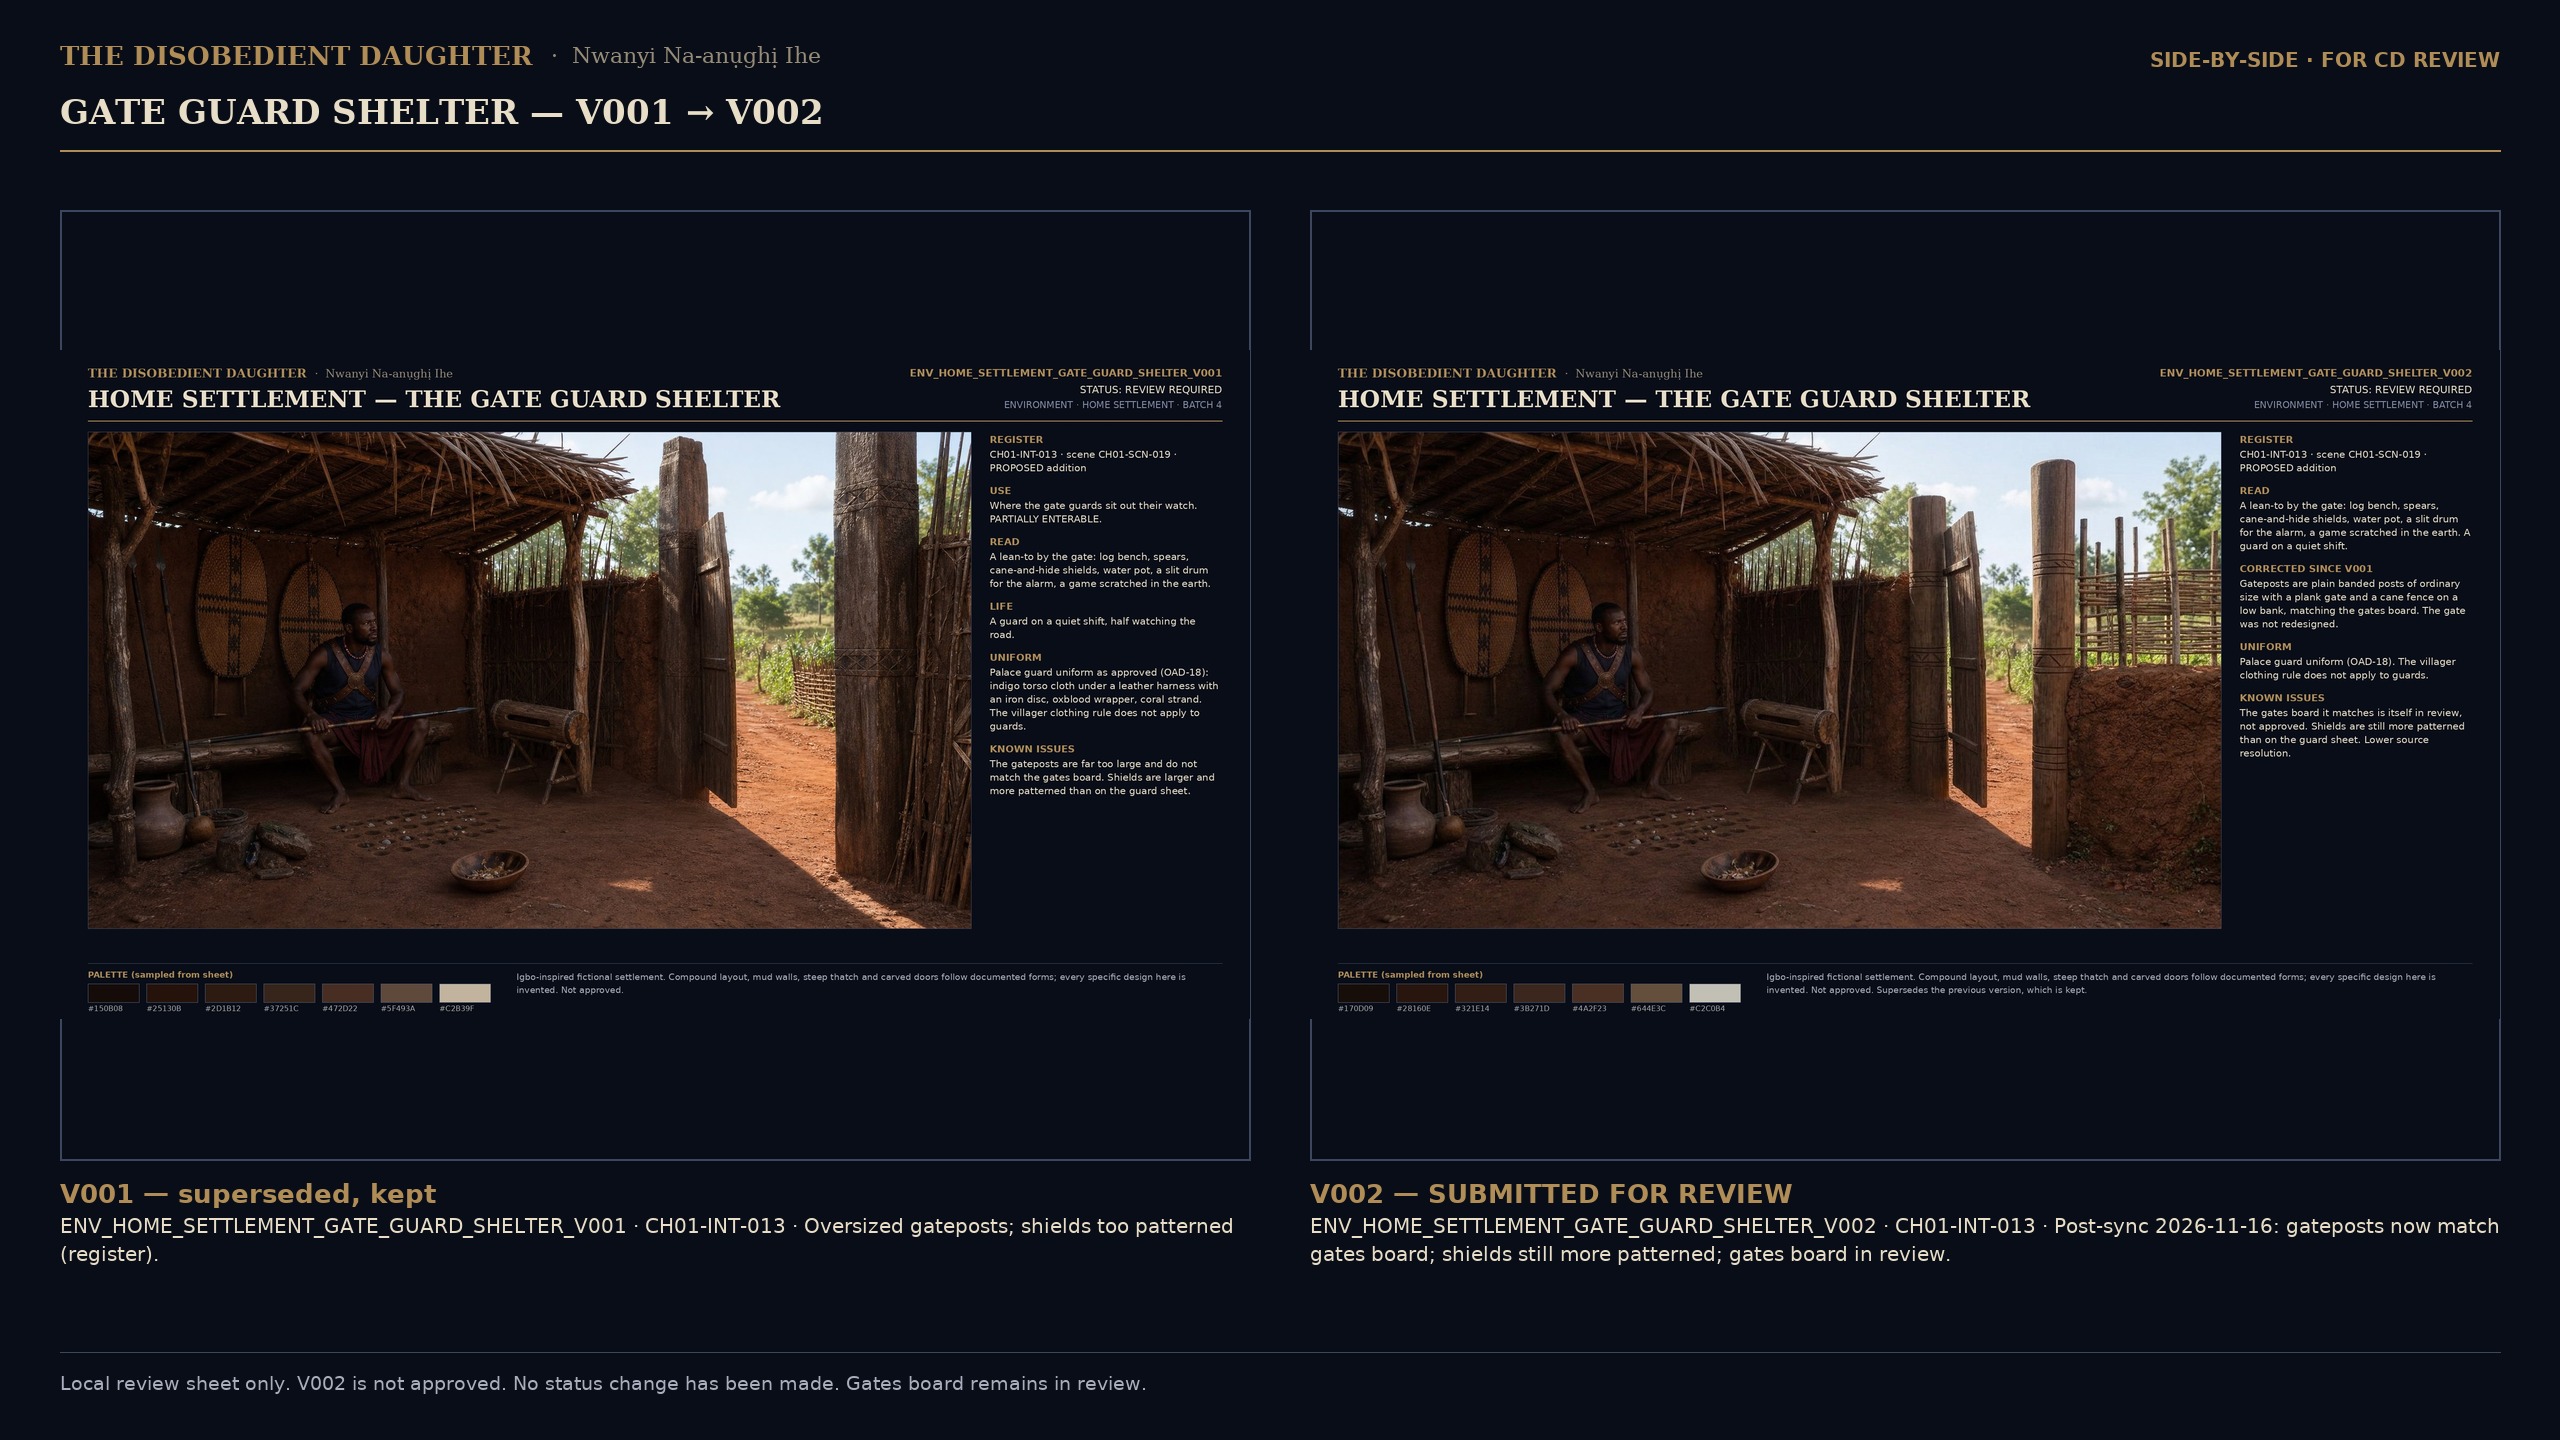 THE DISOBEDIENT DAUGHTER · Nwanyi Na-anụghị Ihe
SIDE-BY-SIDE · FOR CD REVIEW
GATE GUARD SHELTER — V001 → V002
THE DISOBEDIENT DAUGHTER · Nwanyi Na-anụghị Ihe
HOME SETTLEMENT — THE GATE GUARD SHELTER
ENV_HOME_SETTLEMENT_GATE_GUARD_SHELTER_V001
STATUS: REVIEW REQUIRED
ENVIRONMENT · HOME SETTLEMENT · BATCH 4
REGISTER
CH01-INT-013 · scene CH01-SCN-019 ·
PROPOSED addition
USE
Where the gate guards sit out their watch.
PARTIALLY ENTERABLE.
READ
A lean-to by the gate: log bench, spears,
cane-and-hide shields, water pot, a slit drum
for the alarm, a game scratched in the earth.
LIFE
A guard on a quiet shift, half watching the
road.
UNIFORM
Palace guard uniform as approved (OAD-18):
indigo torso cloth under a leather harness with
an iron disc, oxblood wrapper, coral strand.
The villager clothing rule does not apply to
guards.
KNOWN ISSUES
The gateposts are far too large and do not
match the gates board. Shields are larger and
more patterned than on the guard sheet.
PALETTE (sampled from sheet)
#150B08 #25130B #2D1B12 #37251C #472D22 #5F493A #C2B39F
Igbo-inspired fictional settlement. Compound layout, mud walls, steep thatch and carved doors follow documented forms; every specific design here is
invented. Not approved.
THE DISOBEDIENT DAUGHTER · Nwanyi Na-anụghị Ihe
HOME SETTLEMENT — THE GATE GUARD SHELTER
ENV_HOME_SETTLEMENT_GATE_GUARD_SHELTER_V002
STATUS: REVIEW REQUIRED
ENVIRONMENT · HOME SETTLEMENT · BATCH 4
REGISTER
CH01-INT-013 · scene CH01-SCN-019 ·
PROPOSED addition
READ
A lean-to by the gate: log bench, spears,
cane-and-hide shields, water pot, a slit drum
for the alarm, a game scratched in the earth. A
guard on a quiet shift.
CORRECTED SINCE V001
Gateposts are plain banded posts of ordinary
size with a plank gate and a cane fence on a
low bank, matching the gates board. The gate
was not redesigned.
UNIFORM
Palace guard uniform (OAD-18). The villager
clothing rule does not apply to guards.
KNOWN ISSUES
The gates board it matches is itself in review,
not approved. Shields are still more patterned
than on the guard sheet. Lower source
resolution.
PALETTE (sampled from sheet)
#170D09 #28160E #321E14 #3B271D #4A2F23 #644E3C #C2C0B4
Igbo-inspired fictional settlement. Compound layout, mud walls, steep thatch and carved doors follow documented forms; every specific design here is
invented. Not approved. Supersedes the previous version, which is kept.
V001 — superseded, kept
ENV_HOME_SETTLEMENT_GATE_GUARD_SHELTER_V001 · CH01-INT-013 · Oversized gateposts; shields too patterned
(register).
V002 — SUBMITTED FOR REVIEW
ENV_HOME_SETTLEMENT_GATE_GUARD_SHELTER_V002 · CH01-INT-013 · Post-sync 2026-11-16: gateposts now match
gates board; shields still more patterned; gates board in review.
Local review sheet only. V002 is not approved. No status change has been made. Gates board remains in review.